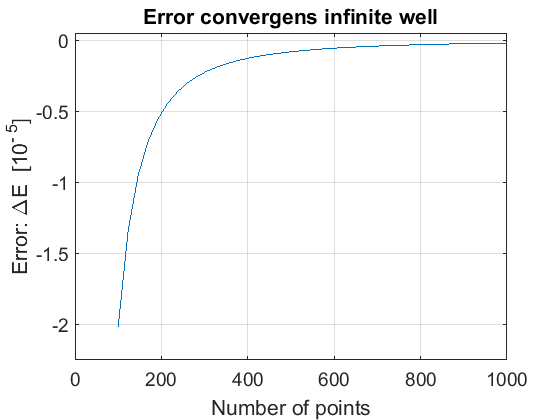 Error convergens infinite well
0
-0.5
-1
-1.5
-2
Error: ΔE [10^-5]
0 200 400 600 800 1000
Number of points